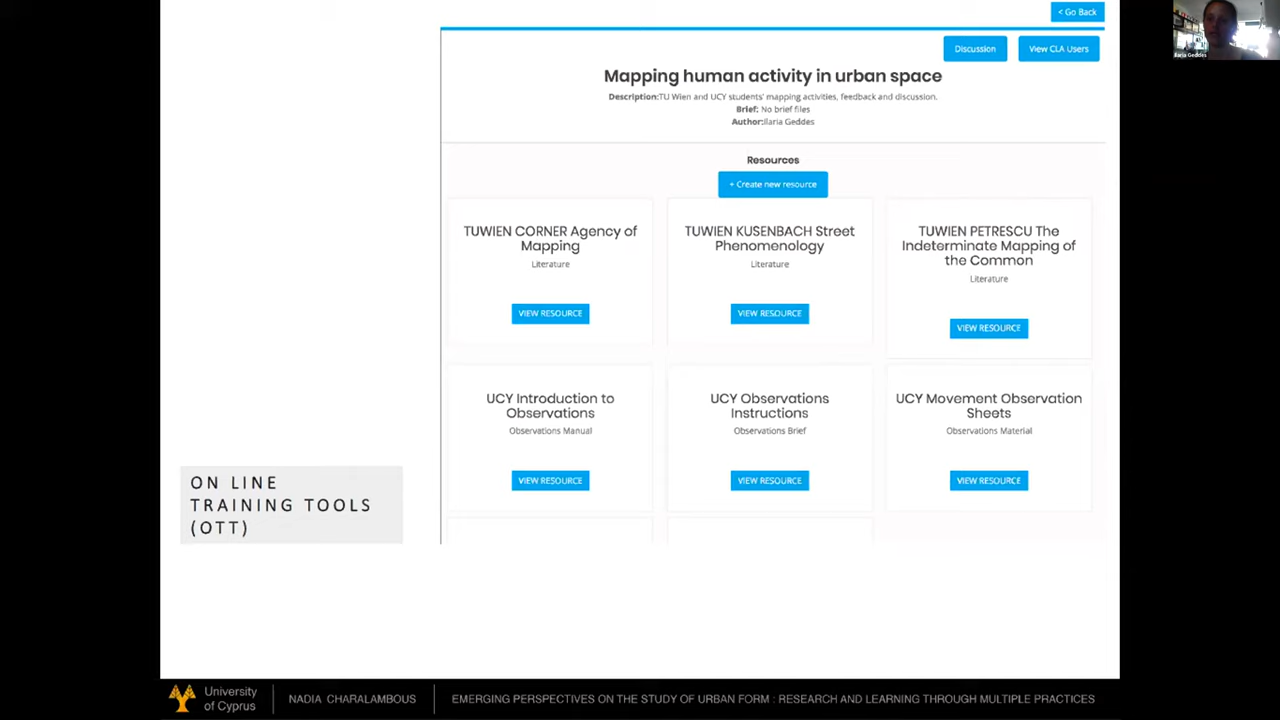 < Go Back
Ilaria Geddes
Discussion
View CLA Users
Mapping human activity in urban space
Description:TU Wien and UCY students' mapping activities, feedback and discussion.
Brief: No brief files
Author:Ilaria Geddes
Resources
+ Create new resource
TUWIEN CORNER Agency of
Mapping
Literature
VIEW RESOURCE
TUWIEN KUSENBACH Street
Phenomenology
Literature
VIEW RESOURCE
TUWIEN PETRESCU The
Indeterminate Mapping of
the Common
Literature
VIEW RESOURCE
UCY Introduction to
Observations
Observations Manual
VIEW RESOURCE
UCY Observations
Instructions
Observations Brief
VIEW RESOURCE
UCY Movement Observation
Sheets
Observations Material
VIEW RESOURCE
ON LINE
TRAINING TOOLS
(OTT)
University
of Cyprus
NADIA CHARALAMBOUS
EMERGING PERSPECTIVES ON THE STUDY OF URBAN FORM : RESEARCH AND LEARNING THROUGH MULTIPLE PRACTICES